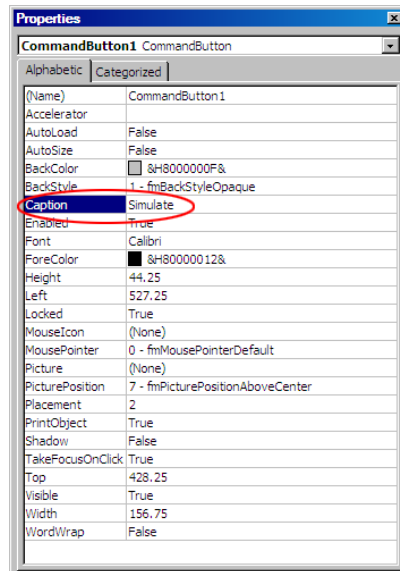 Properties
CommandButton1 CommandButton
Alphabetic Categorized
(Name) CommandButton1
Accelerator
AutoLoad False
AutoSize False
BackColor &H8000000F&
BackStyle 1 - fmBackStyleOpaque
Caption Simulate
Enabled True
Font Calibri
ForeColor &H80000012&
Height 44.25
Left 527.25
Locked True
MouseIcon (None)
MousePointer 0 - fmMousePointerDefault
Picture (None)
PicturePosition 7 - fmPicturePositionAboveCenter
Placement 2
PrintObject True
Shadow False
TakeFocusOnClick True
Top 428.25
Visible True
Width 156.75
WordWrap False